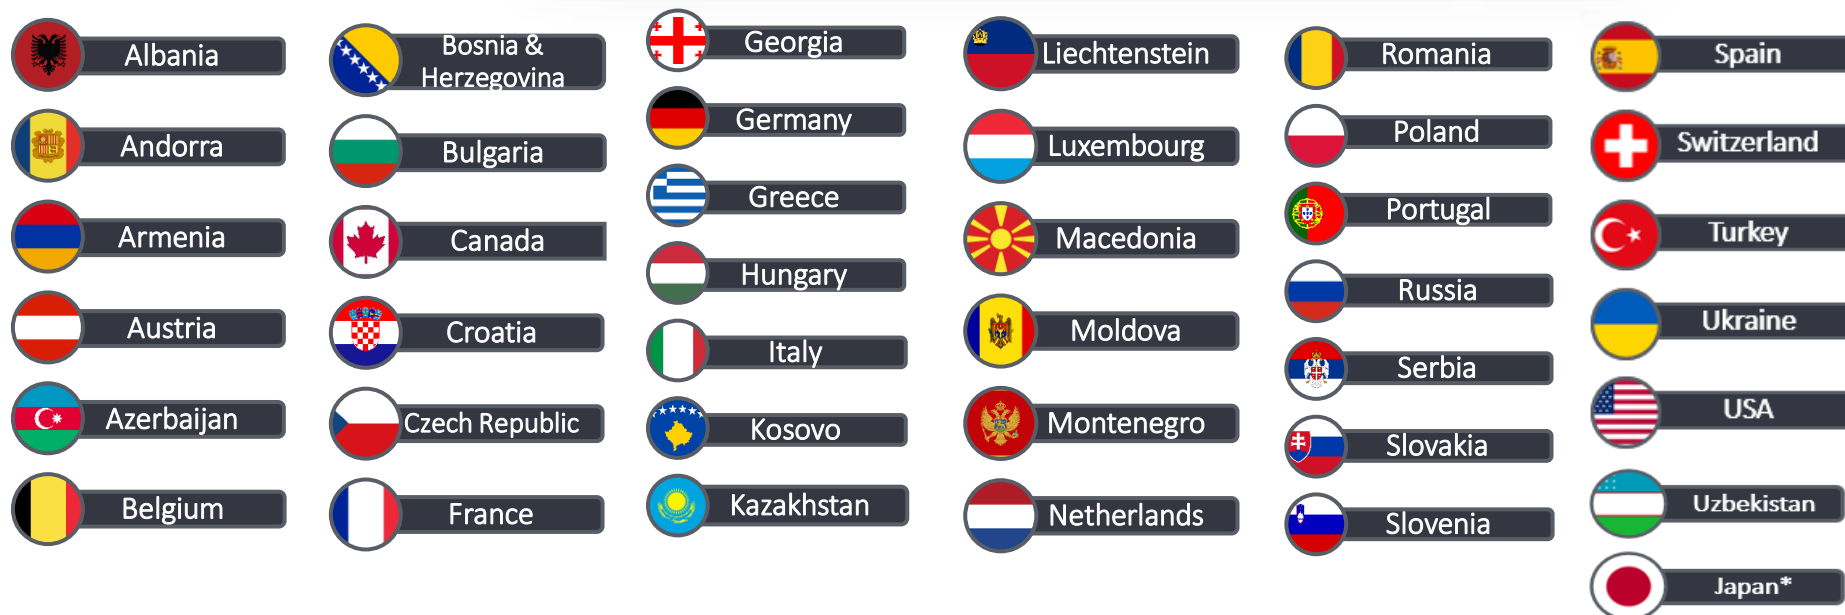 Albania
Andorra
Armenia
Austria
Azerbaijan
Belgium
Bosnia &
Herzegovina
Bulgaria
Canada
Croatia
Czech Republic
France
Georgia
Germany
Greece
Hungary
Italy
Kosovo
Kazakhstan
Liechtenstein
Luxembourg
Macedonia
Moldova
Montenegro
Netherlands
Romania
Poland
Portugal
Russia
Serbia
Slovakia
Slovenia
Spain
Switzerland
Turkey
Ukraine
USA
Uzbekistan
Japan*